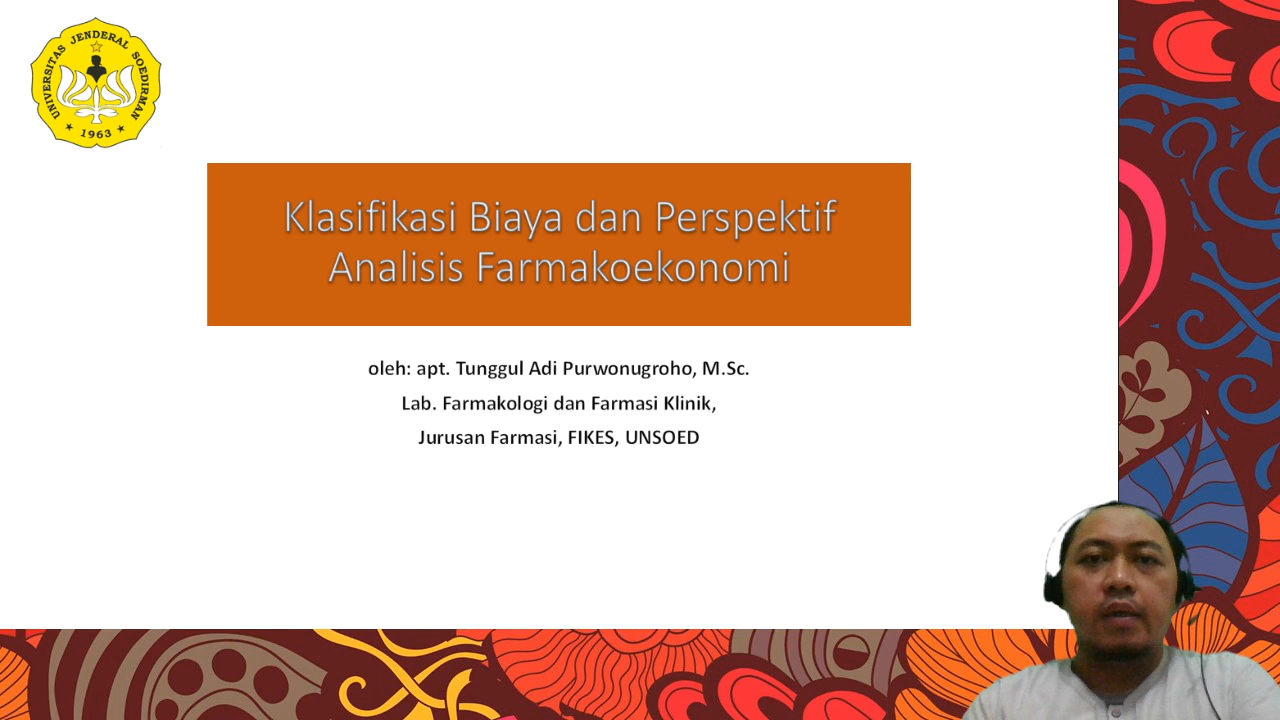 UNIVERSITAS JENDERAL SOEDIRMAN
1963
Klasifikasi Biaya dan Perspektif
Analisis Farmakoekonomi
oleh: apt. Tunggul Adi Purwonugroho, M.Sc.
Lab. Farmakologi dan Farmasi Klinik,
Jurusan Farmasi, FIKES, UNSOED